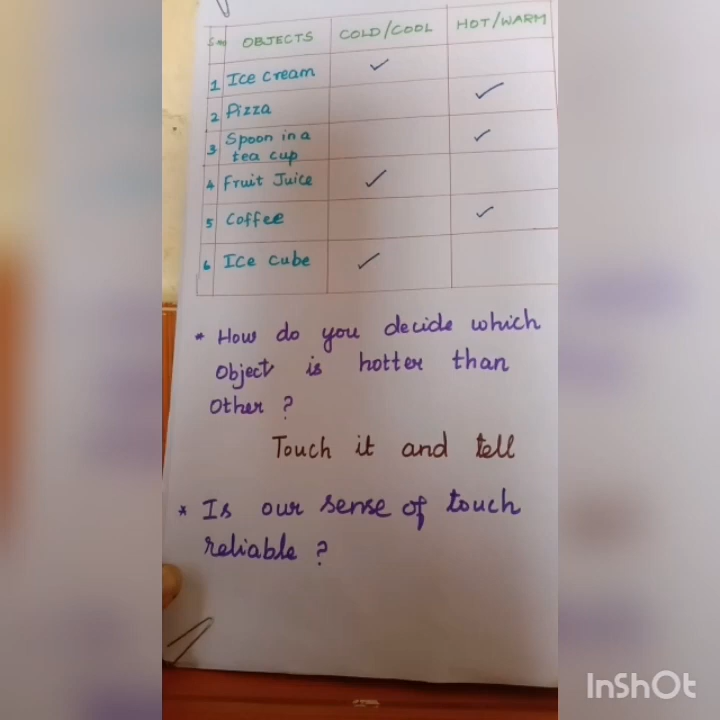 S.no OBJECTS COLD/COOL HOT/WARM
1 Ice cream ✓
2 Pizza ✓
3 Spoon in a
tea cup ✓
4 Fruit Juice ✓
5 Coffee ✓
6 Ice cube ✓
* How do you decide which
object is hotter than
other ?
Touch it and tell
* Is our sense of touch
reliable ?
InShOt